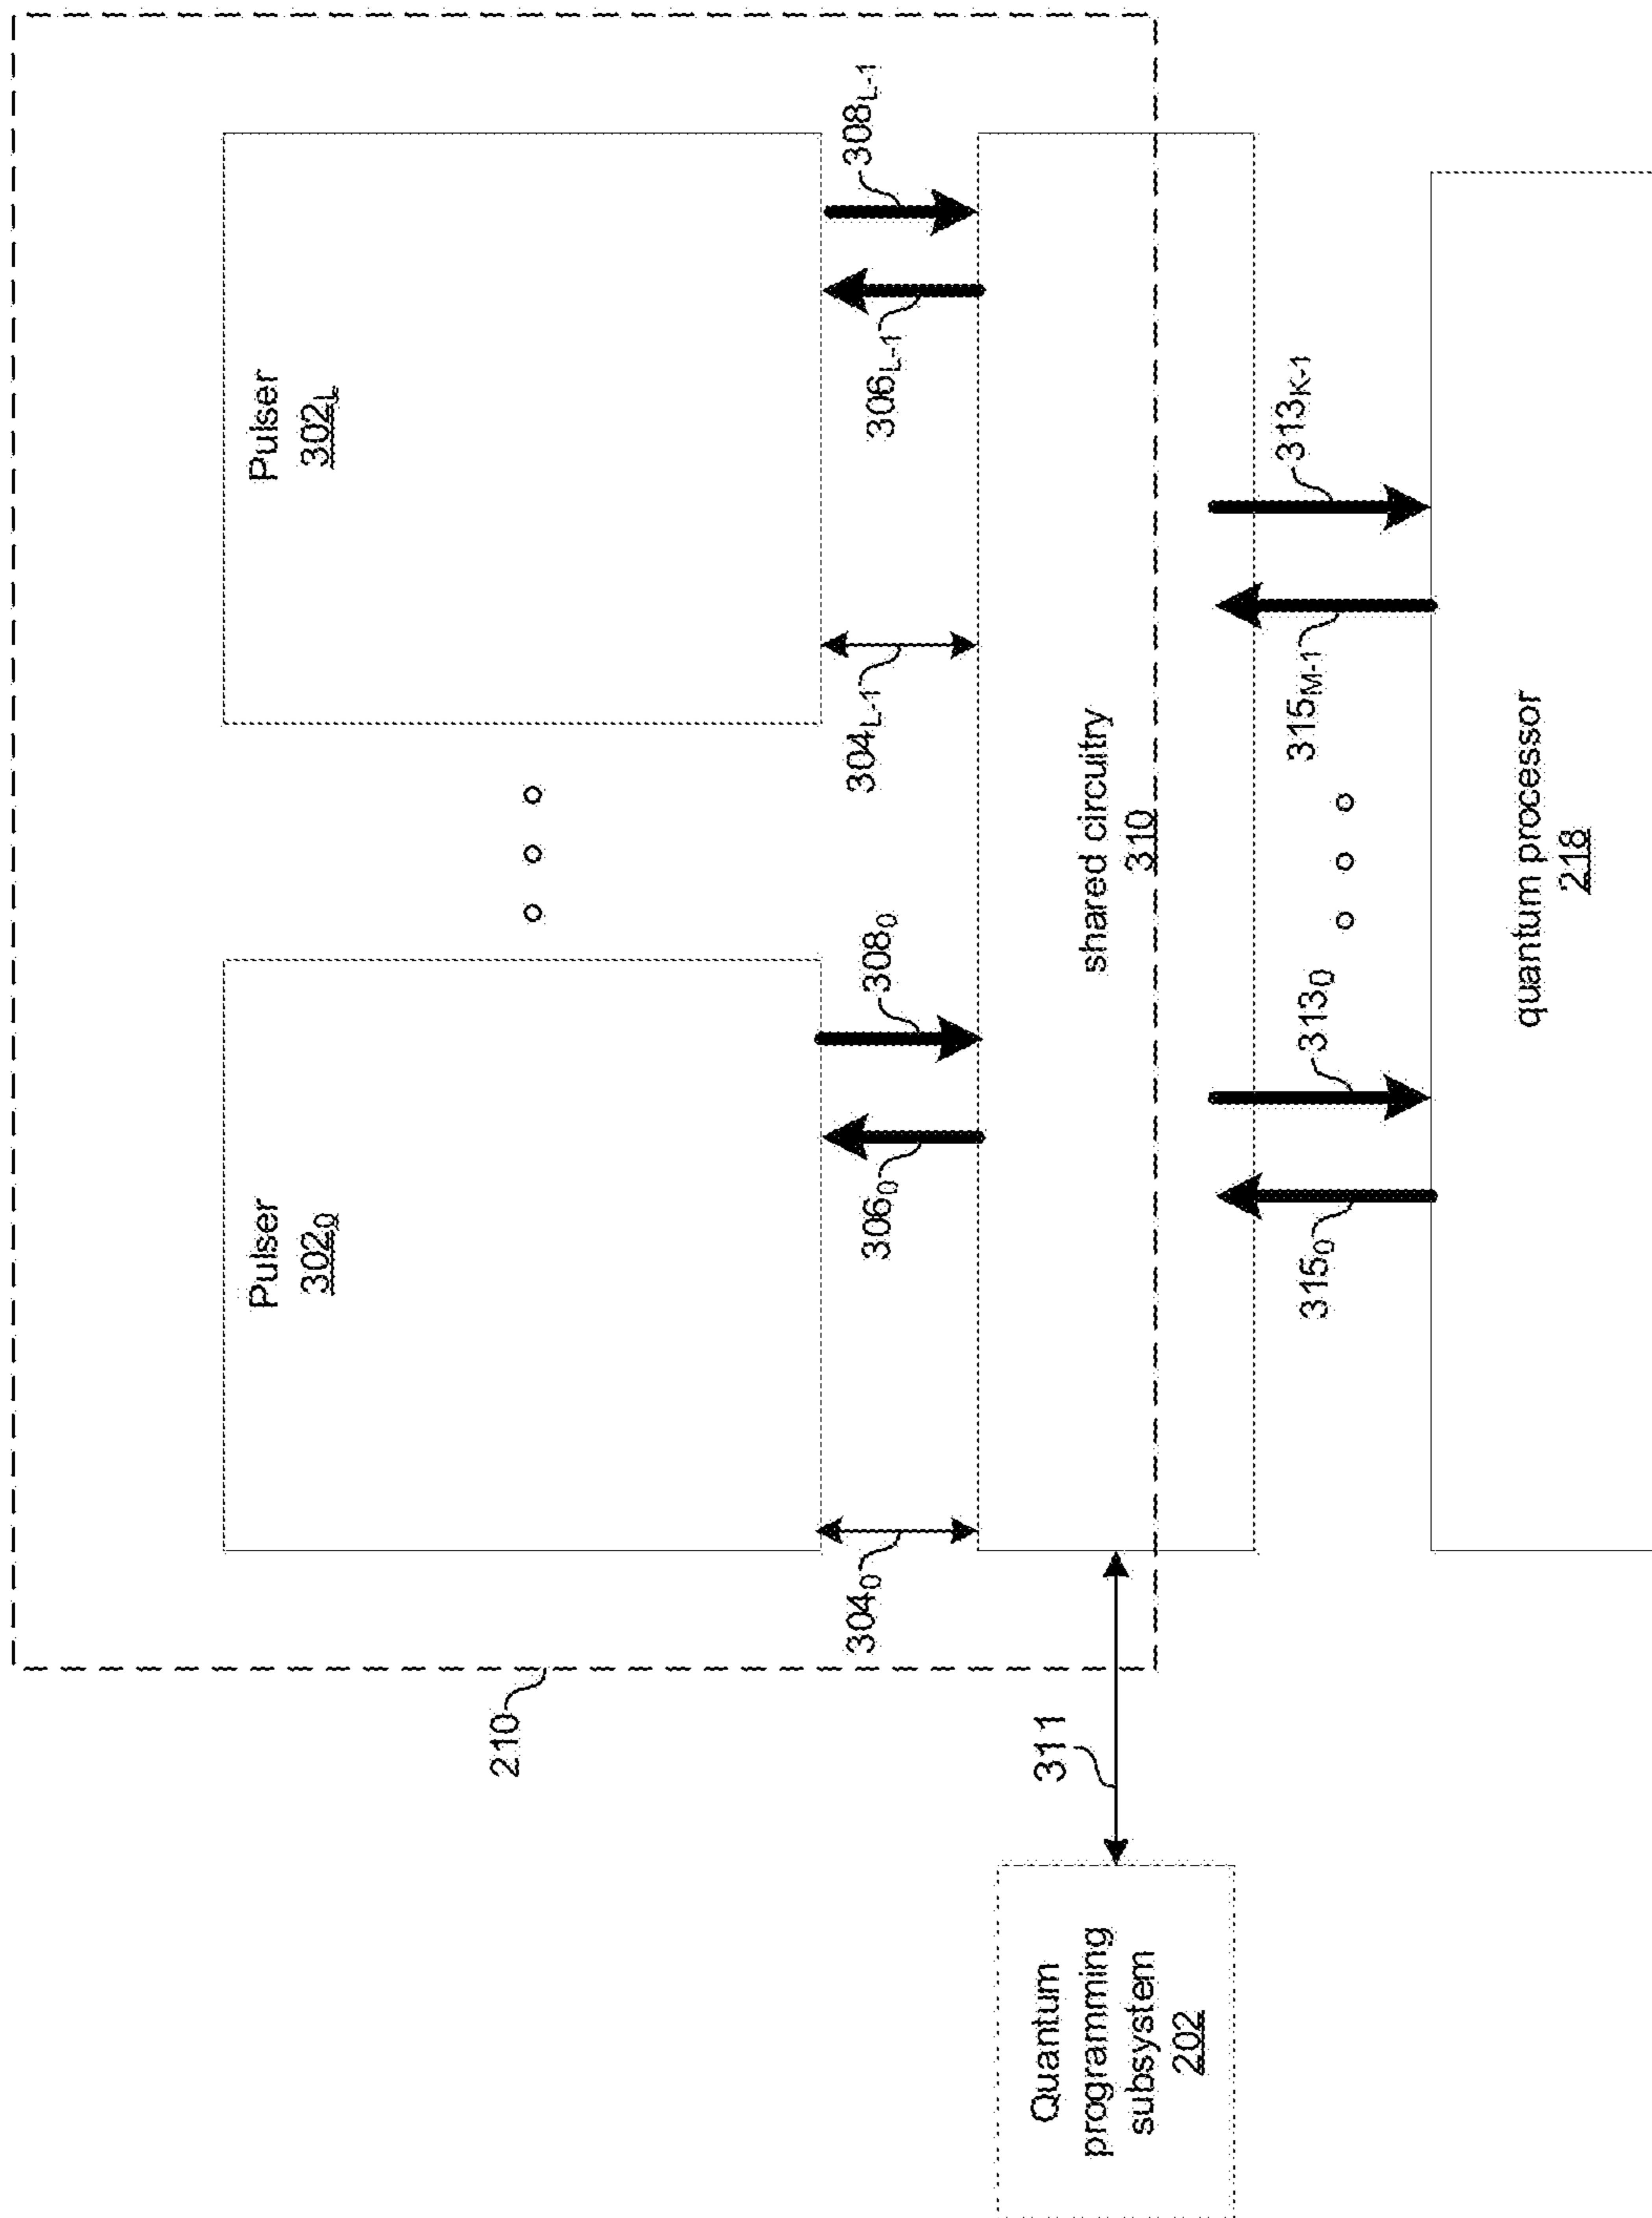 Pulser
302₀
Pulser
302L
210
304₀
306₀
308₀
304L-1
306L-1
308L-1
311
Quantum
programming
subsystem
202
shared circuitry
310
315₀
313₀
315M-1
313K-1
quantum processor
218